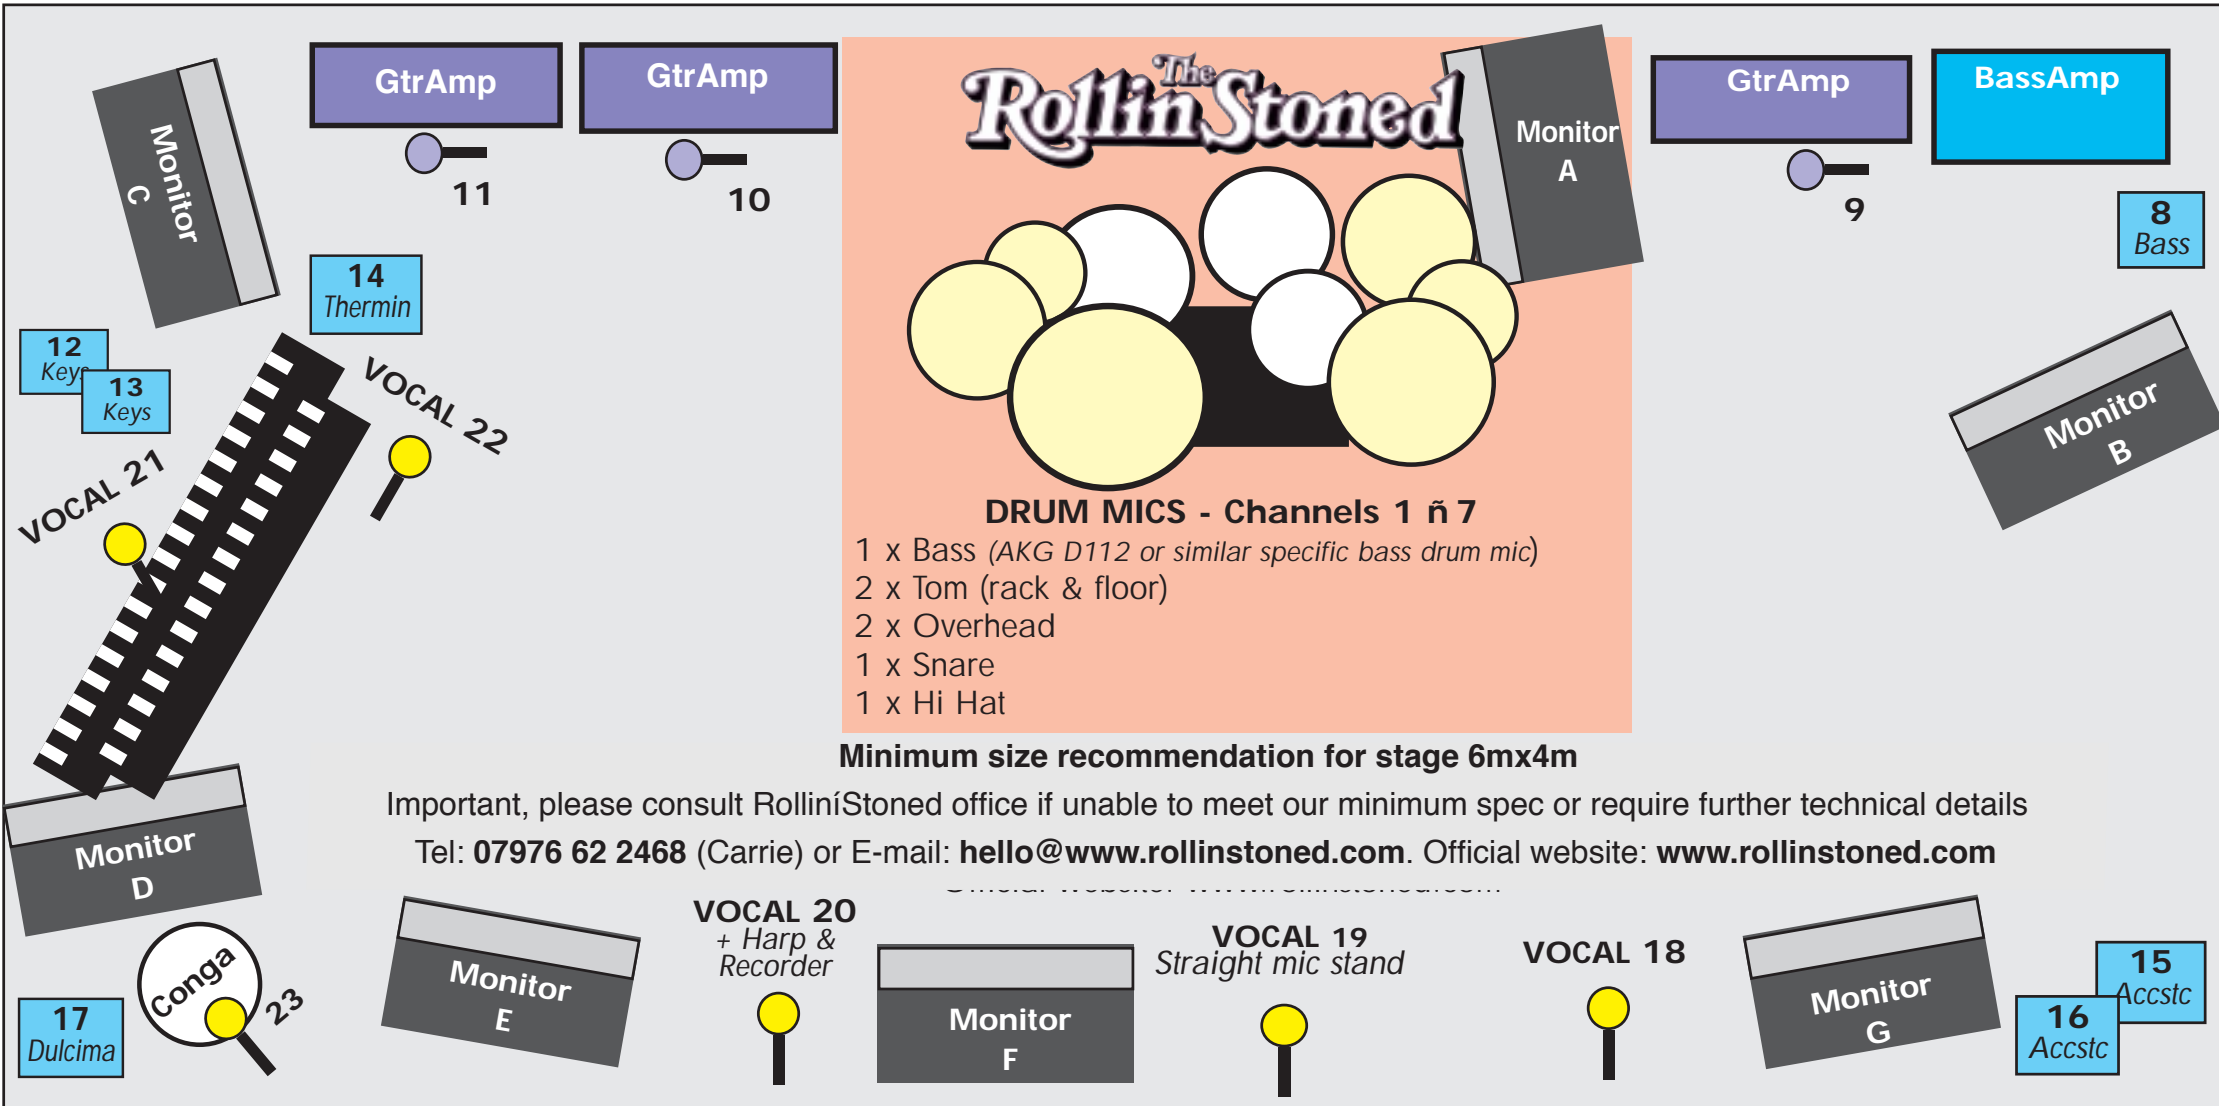 GtrAmp
GtrAmp
The
Rollin Stoned
Monitor
A
GtrAmp
BassAmp
Monitor
C
11
10
9
8
Bass
14
Thermin
12
Keys
13
Keys
VOCAL 22
VOCAL 21
Monitor
B
DRUM MICS - Channels 1 ñ 7
1 x Bass (AKG D112 or similar specific bass drum mic)
2 x Tom (rack & floor)
2 x Overhead
1 x Snare
1 x Hi Hat
Minimum size recommendation for stage 6mx4m
Important, please consult RolliníStoned office if unable to meet our minimum spec or require further technical details
Tel: 07976 62 2468 (Carrie) or E-mail: hello@www.rollinstoned.com. Official website: www.rollinstoned.com
Monitor
D
Conga
23
17
Dulcima
Monitor
E
VOCAL 20
+ Harp &
Recorder
Monitor
F
VOCAL 19
Straight mic stand
VOCAL 18
Monitor
G
15
Accstc
16
Accstc